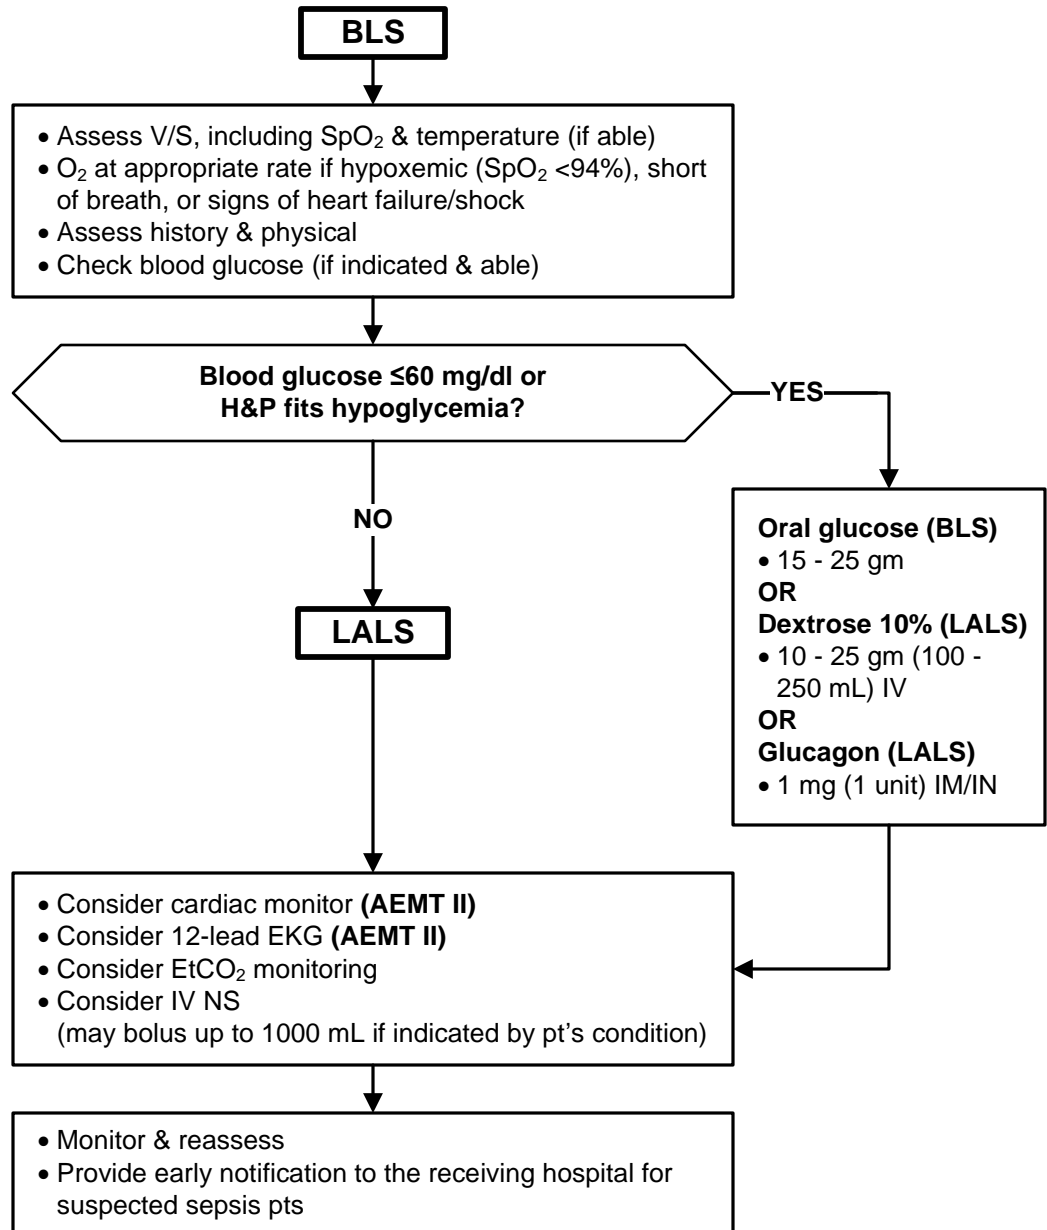 BLS
• Assess V/S, including SpO₂ & temperature (if able)
• O₂ at appropriate rate if hypoxemic (SpO₂ <94%), short
of breath, or signs of heart failure/shock
• Assess history & physical
• Check blood glucose (if indicated & able)
Blood glucose ≤60 mg/dl or
H&P fits hypoglycemia?
YES
NO
Oral glucose (BLS)
• 15 - 25 gm
OR
Dextrose 10% (LALS)
• 10 - 25 gm (100 -
250 mL) IV
OR
Glucagon (LALS)
• 1 mg (1 unit) IM/IN
LALS
• Consider cardiac monitor (AEMT II)
• Consider 12-lead EKG (AEMT II)
• Consider EtCO₂ monitoring
• Consider IV NS
(may bolus up to 1000 mL if indicated by pt's condition)
• Monitor & reassess
• Provide early notification to the receiving hospital for
suspected sepsis pts